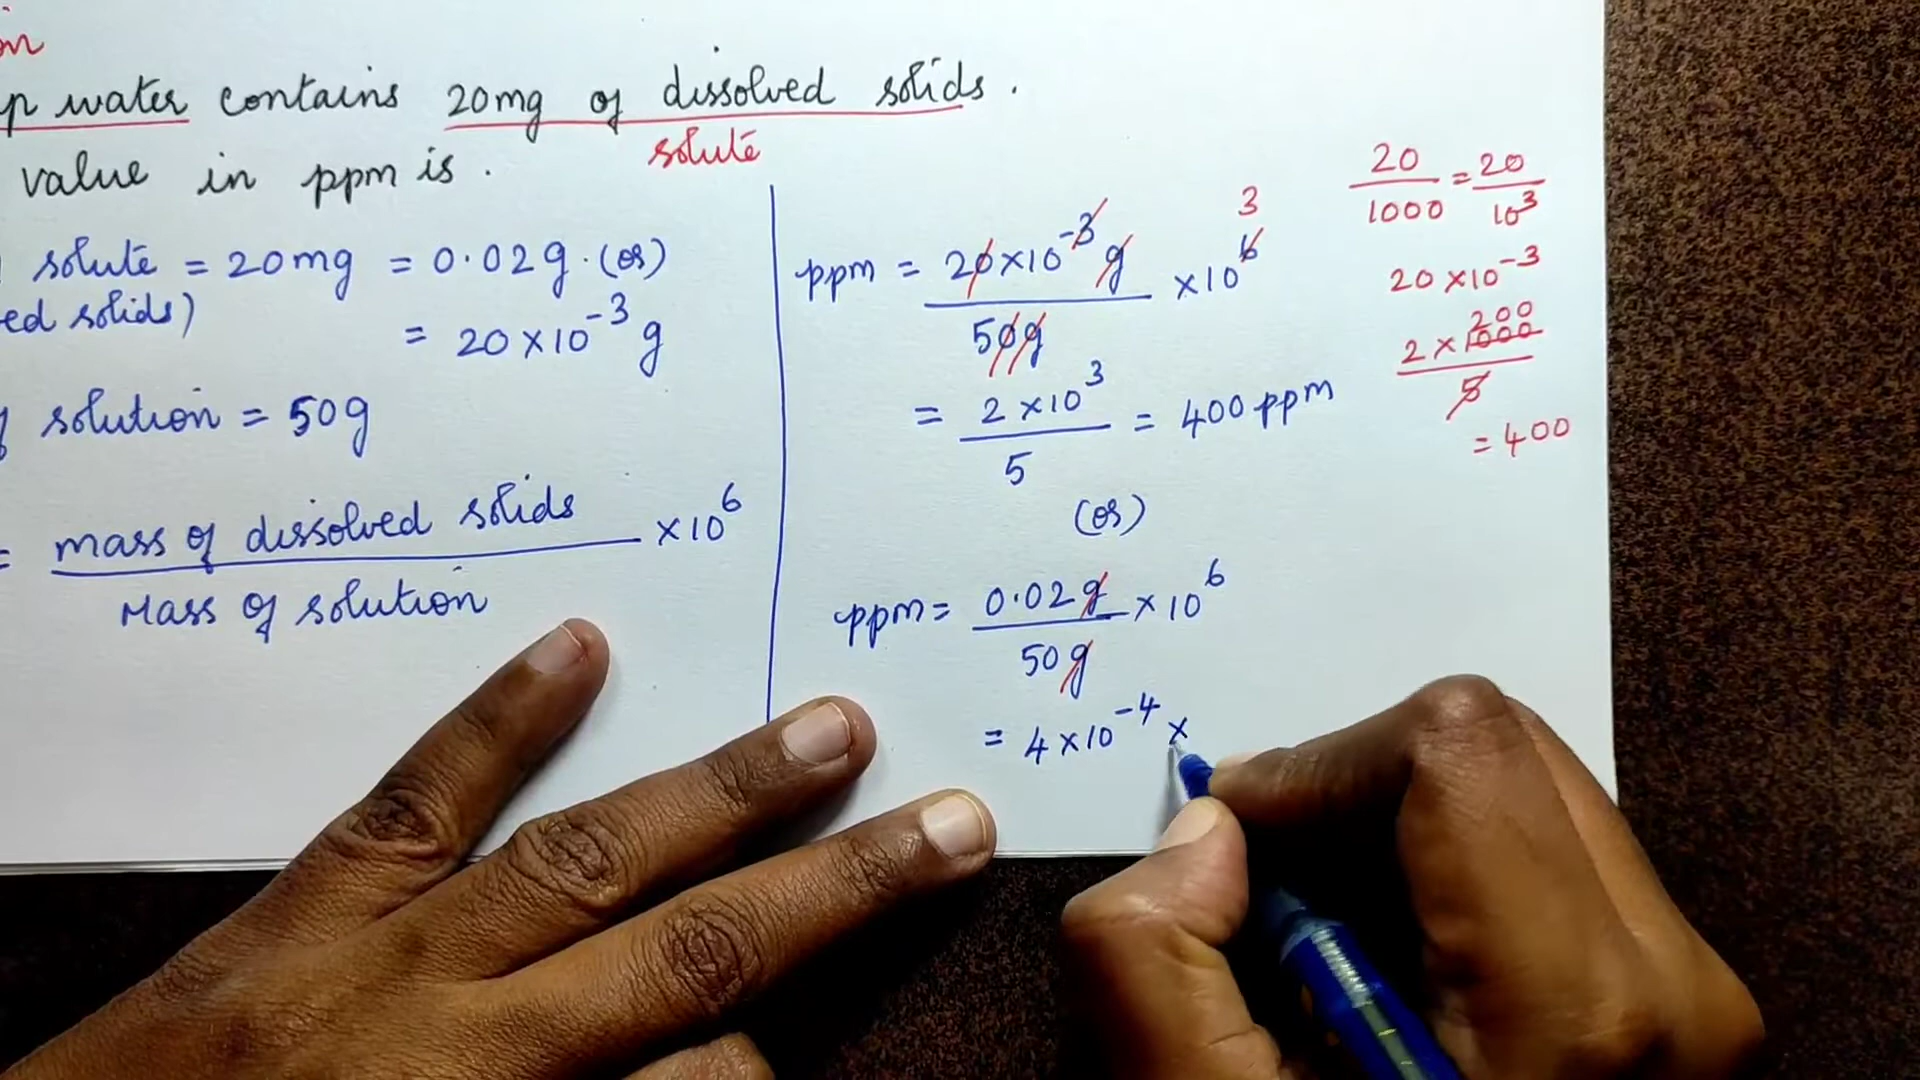 on
p water contains 20mg of dissolved solids.
solute
value in ppm is.
solute = 20mg = 0.02g. (or)
ed solids)
= 20 × 10⁻³ g
solution = 50g
= mass of dissolved solids / Mass of solution × 10⁶
ppm = 20 × 10⁻³ g / 50g × 10⁶
3
= 2 × 10³ / 5 = 400 ppm
(or)
ppm = 0.02g / 50g × 10⁶
= 4 × 10⁻⁴ ×
20 / 1000 = 20 / 10³
20 × 10⁻³
200
2 × 1000 / 5
= 400